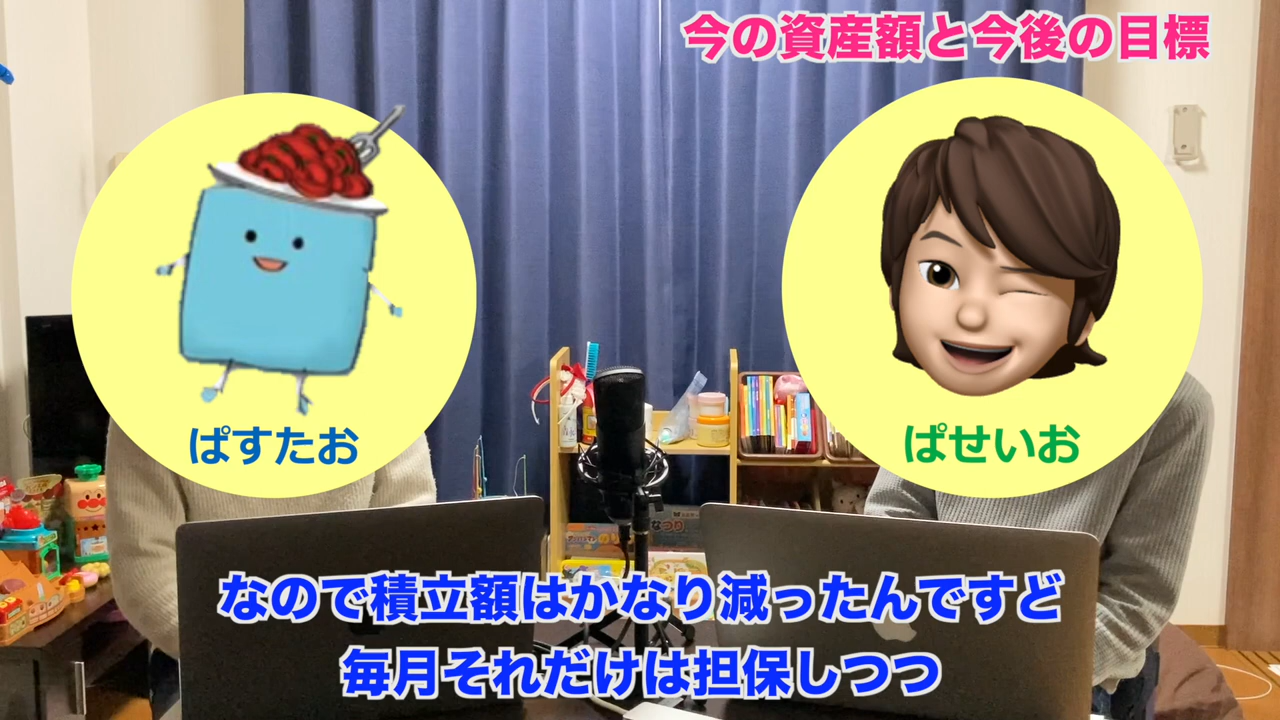 今の資産額と今後の目標
ぱすたお
ぱせいお
なので積立額はかなり減ったんですど
毎月それだけは担保しつつ